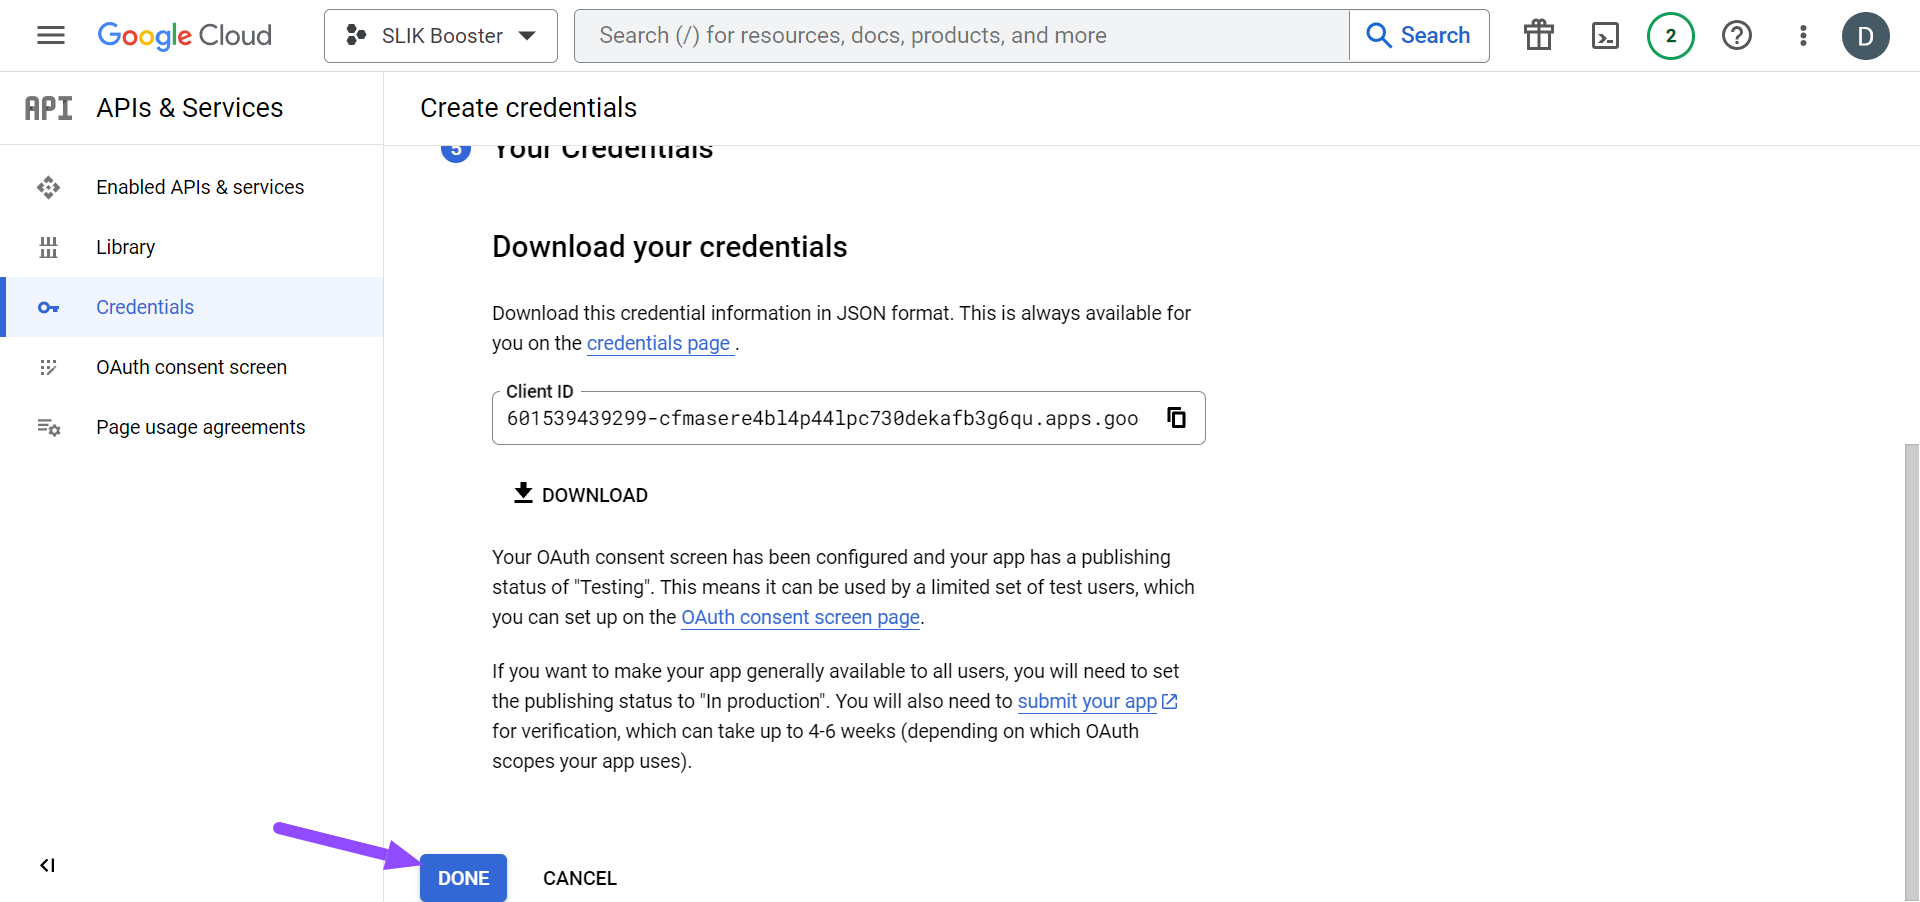 Google Cloud
SLIK Booster
Search (/) for resources, docs, products, and more
Search
2
D
API
APIs & Services
Create credentials
Enabled APIs & services
Library
Credentials
OAuth consent screen
Page usage agreements
5
Your Credentials
Download your credentials
Download this credential information in JSON format. This is always available for
you on the credentials page .
Client ID
601539439299-cfmasere4bl4p44lpc730dekafb3g6qu.apps.goo
DOWNLOAD
Your OAuth consent screen has been configured and your app has a publishing
status of "Testing". This means it can be used by a limited set of test users, which
you can set up on the OAuth consent screen page.
If you want to make your app generally available to all users, you will need to set
the publishing status to "In production". You will also need to submit your app
for verification, which can take up to 4-6 weeks (depending on which OAuth
scopes your app uses).
DONE
CANCEL